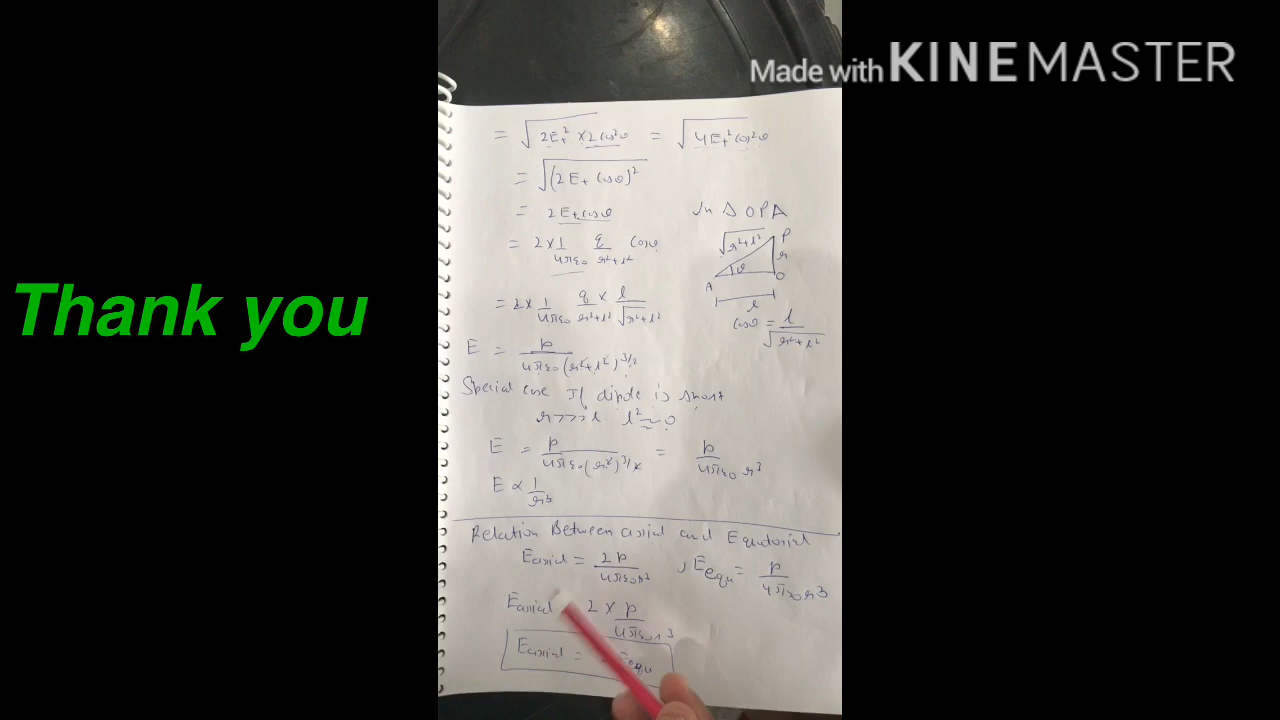 Made with KINEMASTER
Thank you
= √(2E₊² × 2 cos²θ) = √(4E₊² cos²θ)
= √(2E₊ cosθ)²
= 2E₊ cosθ
In Δ OPA
= 2 × 1/4πε₀ q/r²+l² cosθ
√r²+l² P r θ O A l
= 2 × 1/4πε₀ q/r²+l² × l/√r²+l²
cosθ = l/√r²+l²
E = p/4πε₀(r²+l²)^3/2
Special case If dipole is short
r>>>l l² ≈ 0
E = p/4πε₀(r²)^3/2 = p/4πε₀ r³
E ∝ 1/r³
Relation Between axial and Equatorial
Eaxial = 2p/4πε₀r³ , Eequ = p/4πε₀r³
Eaxial 2 × p/4πε₀r³
Eaxial = Eequ